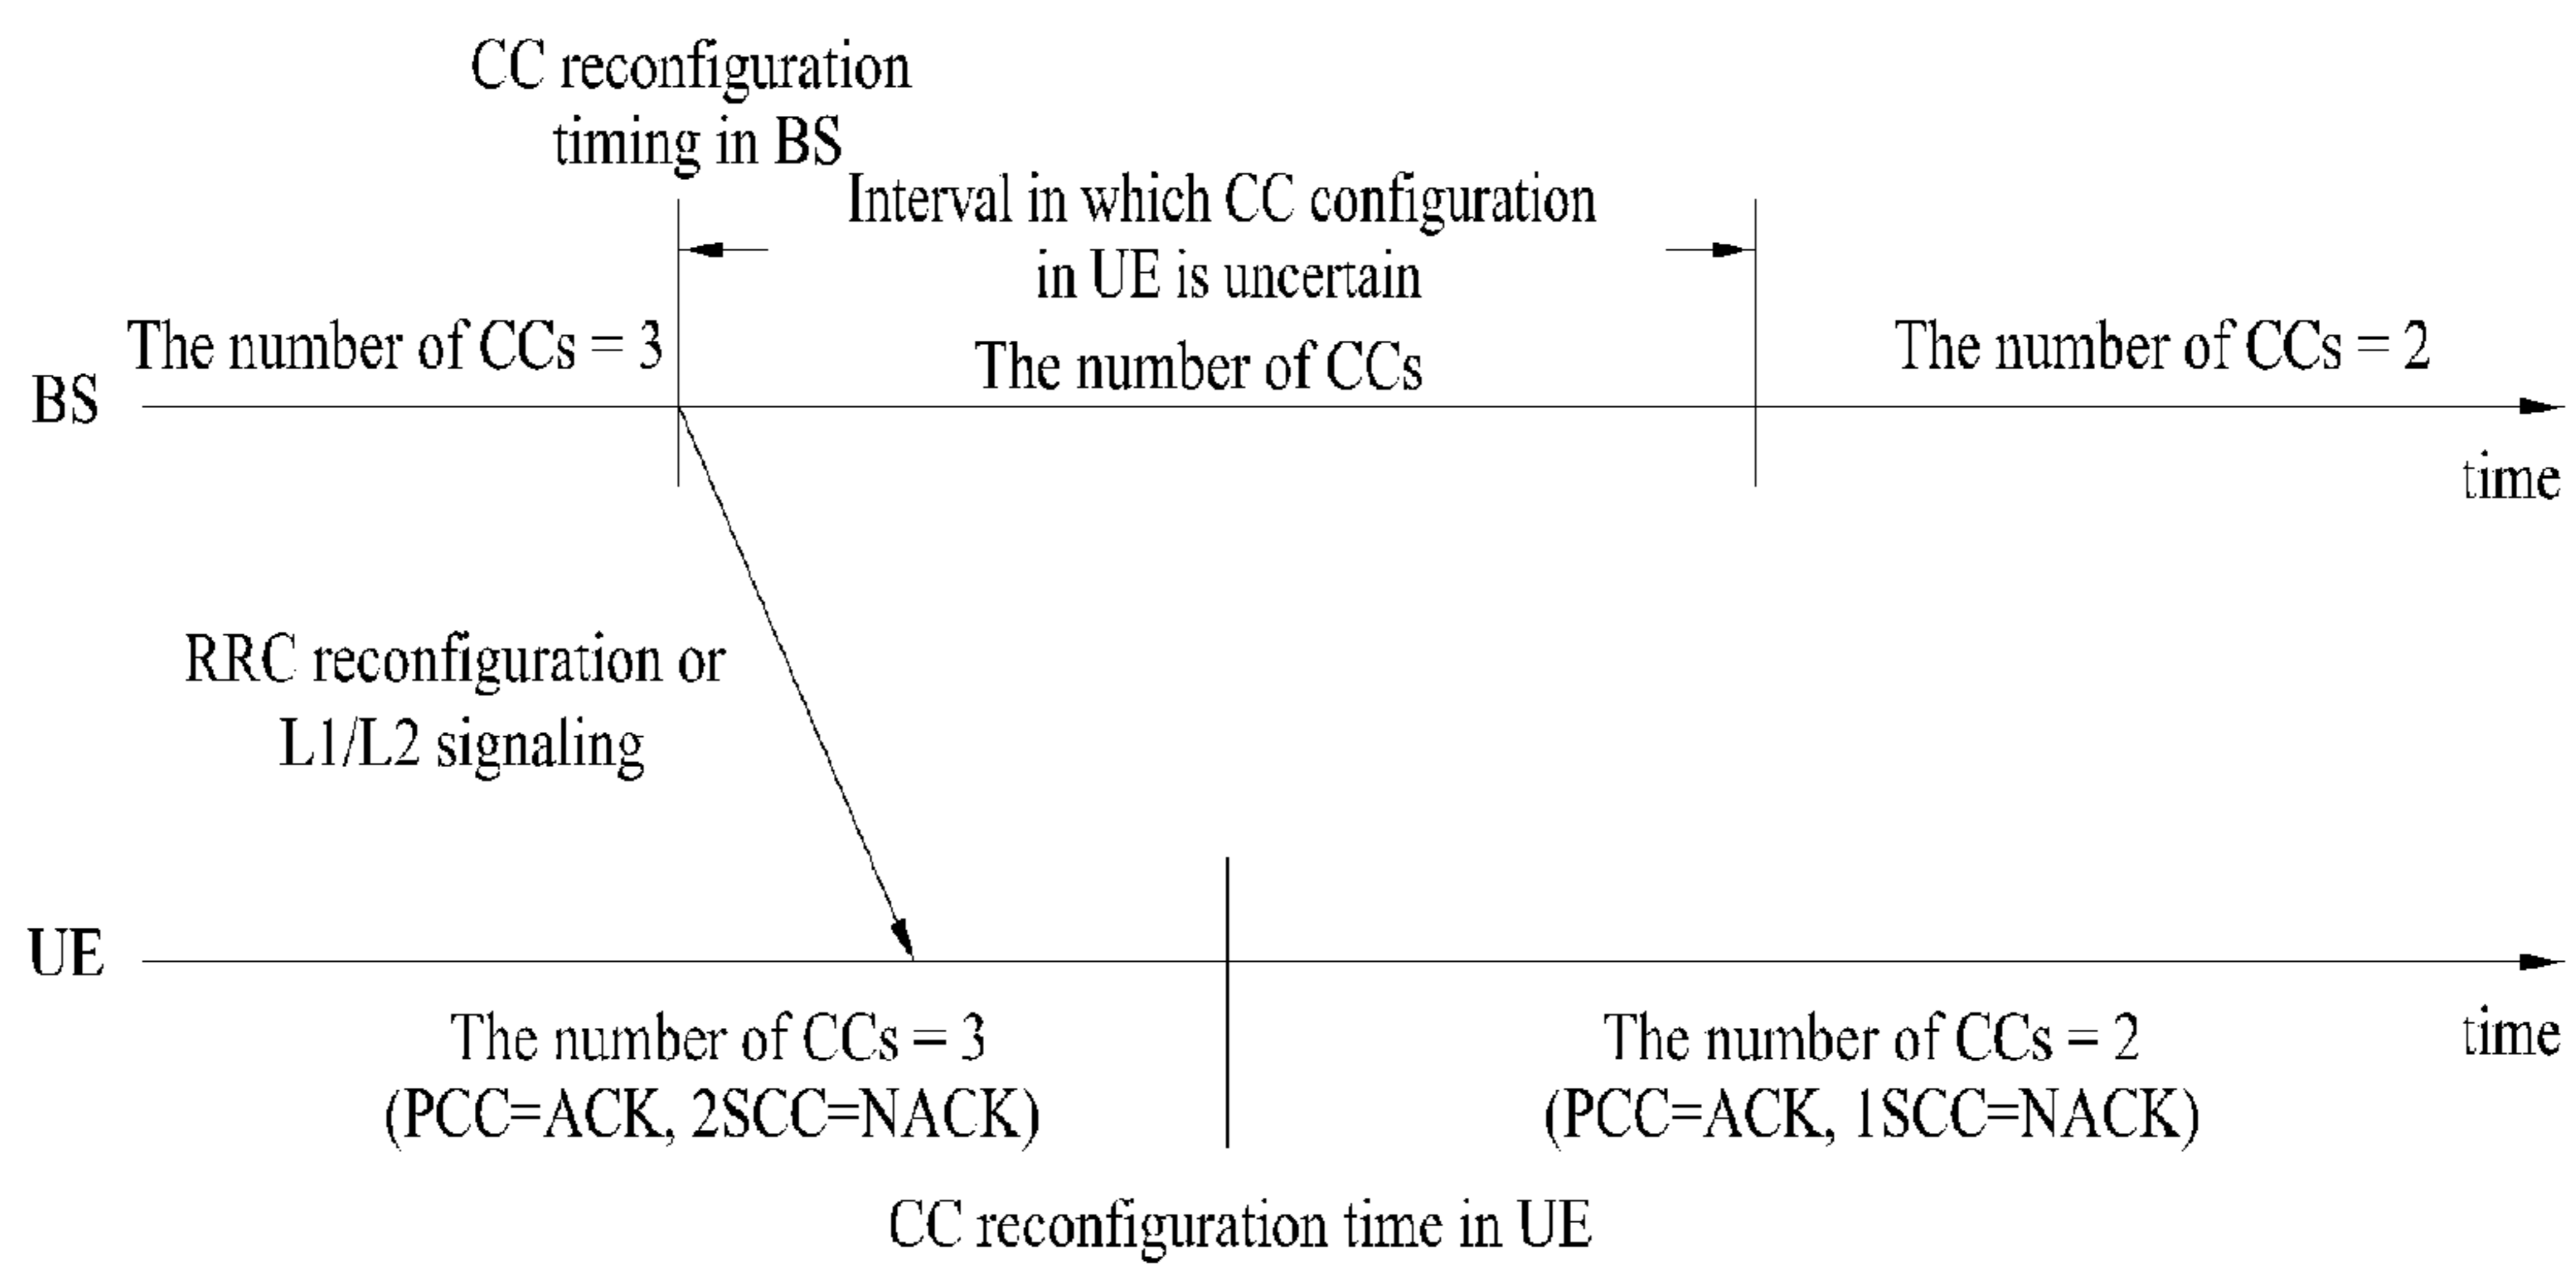 CC reconfiguration
timing in BS
Interval in which CC configuration
in UE is uncertain
The number of CCs = 3
The number of CCs
The number of CCs = 2
BS
time
RRC reconfiguration or
L1/L2 signaling
UE
time
The number of CCs = 3
(PCC=ACK, 2SCC=NACK)
The number of CCs = 2
(PCC=ACK, 1SCC=NACK)
CC reconfiguration time in UE